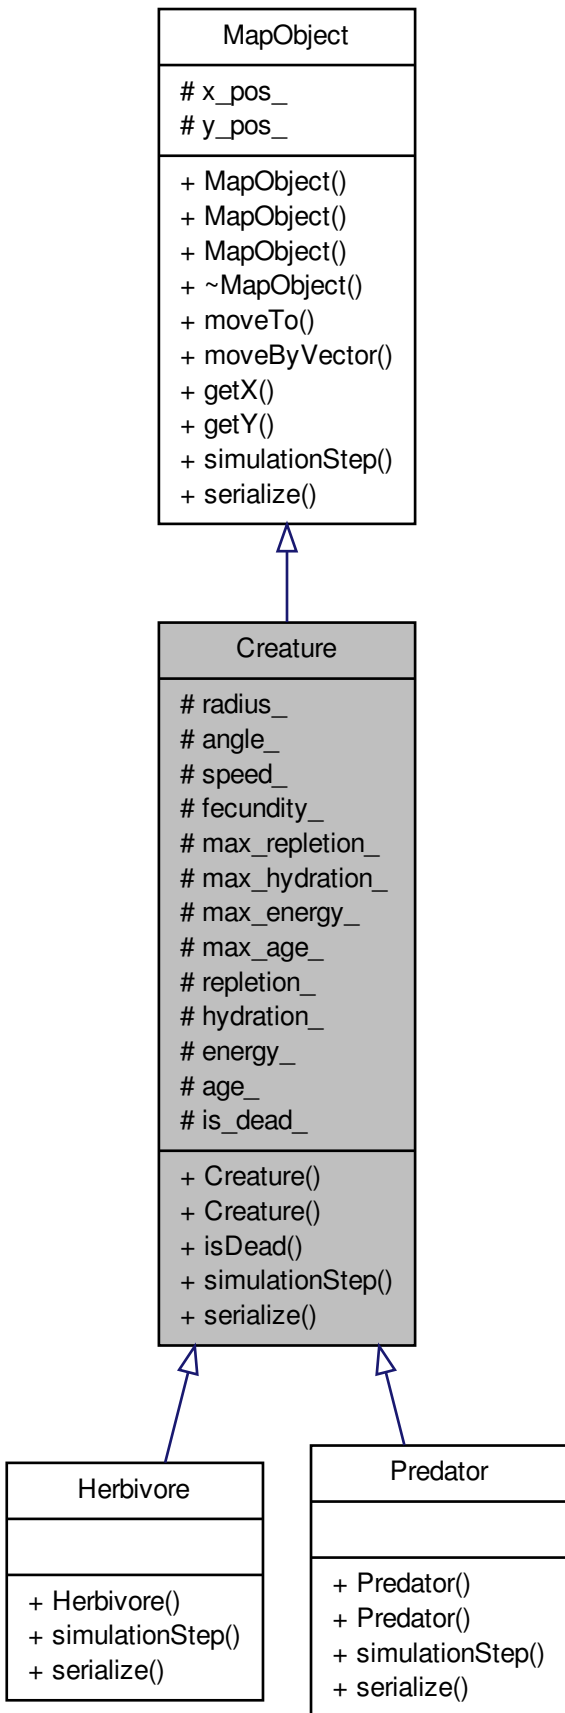 MapObject
# x_pos_
# y_pos_
+ MapObject()
+ MapObject()
+ MapObject()
+ ~MapObject()
+ moveTo()
+ moveByVector()
+ getX()
+ getY()
+ simulationStep()
+ serialize()
Creature
# radius_
# angle_
# speed_
# fecundity_
# max_repletion_
# max_hydration_
# max_energy_
# max_age_
# repletion_
# hydration_
# energy_
# age_
# is_dead_
+ Creature()
+ Creature()
+ isDead()
+ simulationStep()
+ serialize()
Herbivore
+ Herbivore()
+ simulationStep()
+ serialize()
Predator
+ Predator()
+ Predator()
+ simulationStep()
+ serialize()